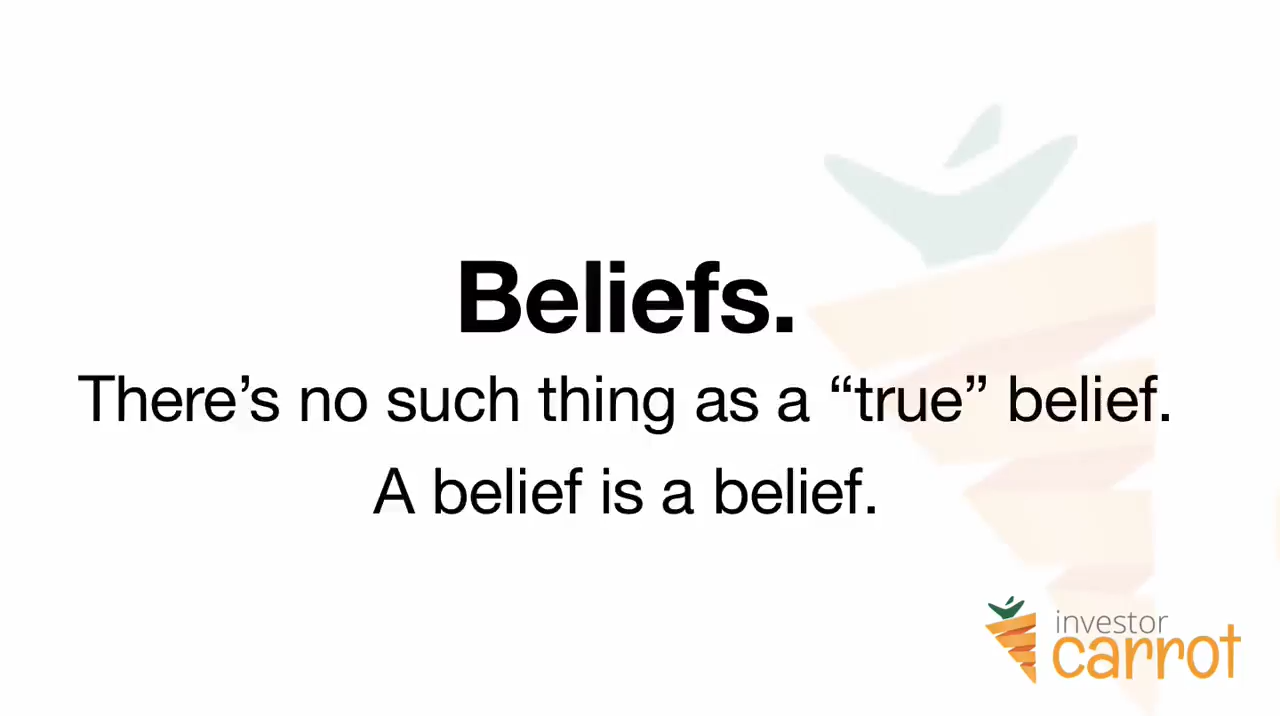 Beliefs.
There’s no such thing as a “true” belief.
A belief is a belief.
investor
carrot